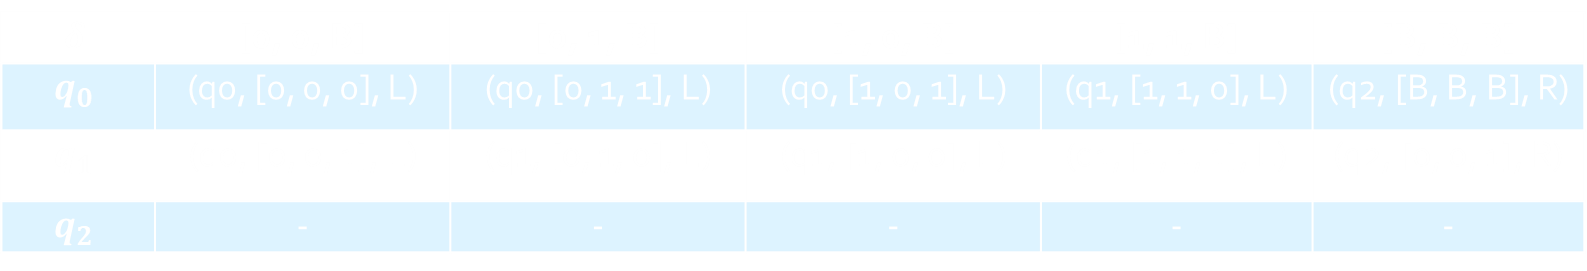 q0 (q0, [0, 0, 0], L) (q0, [0, 1, 1], L) (q0, [1, 0, 1], L) (q1, [1, 1, 0], L) (q2, [B, B, B], R)
q2 - - - - -